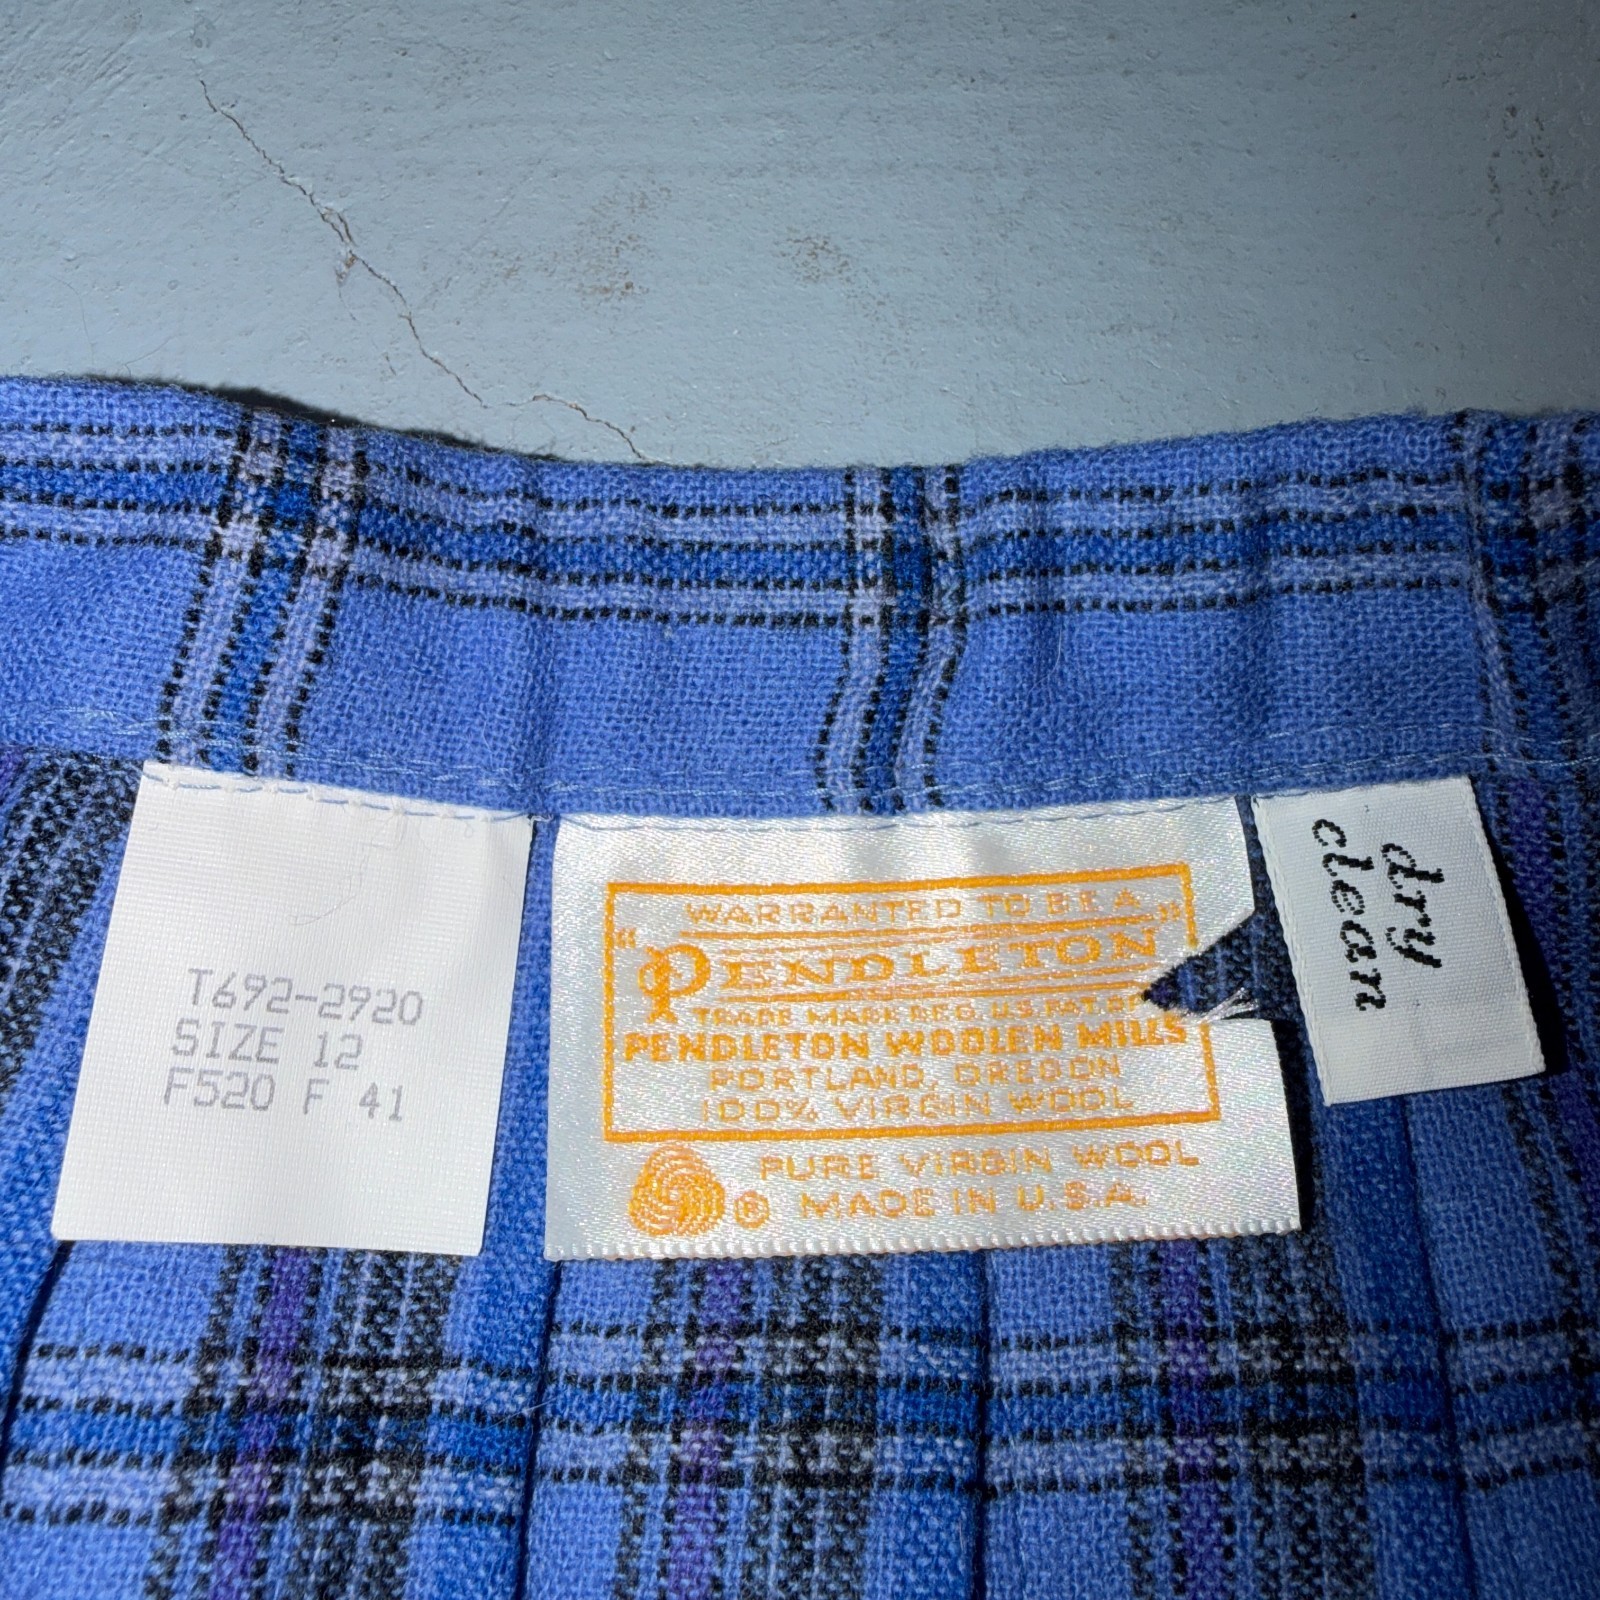 T692-2920
SIZE 12
F520 F 41
WARRANTED TO BE A
"PENDLETON"
TRADE MARK REG. U.S. PAT.
PENDLETON WOOLEN MILLS
PORTLAND, OREGON
100% VIRGIN WOOL
PURE VIRGIN WOOL
® MADE IN U.S.A.
dry
clean